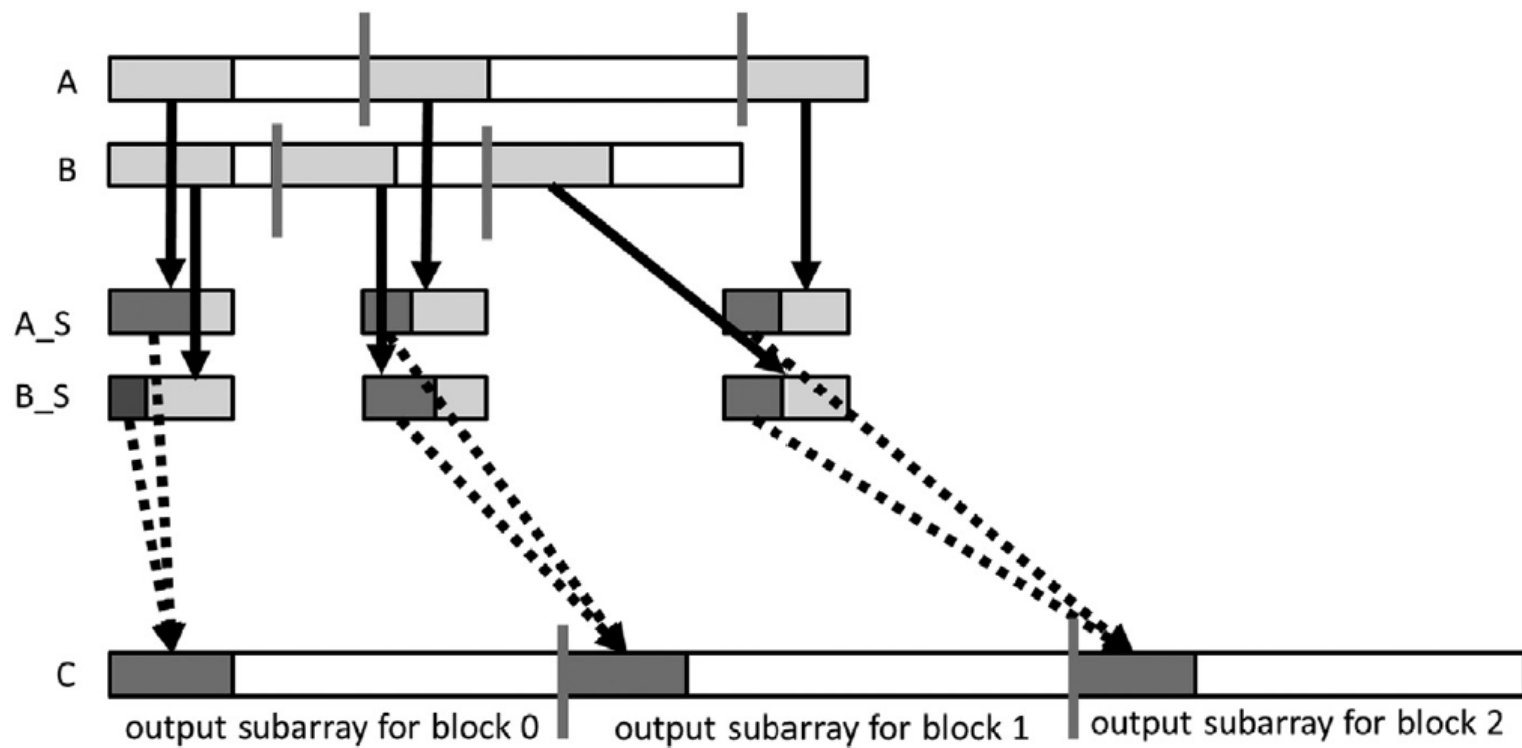 A
B
A_S
B_S
C
output subarray for block 0
output subarray for block 1
output subarray for block 2